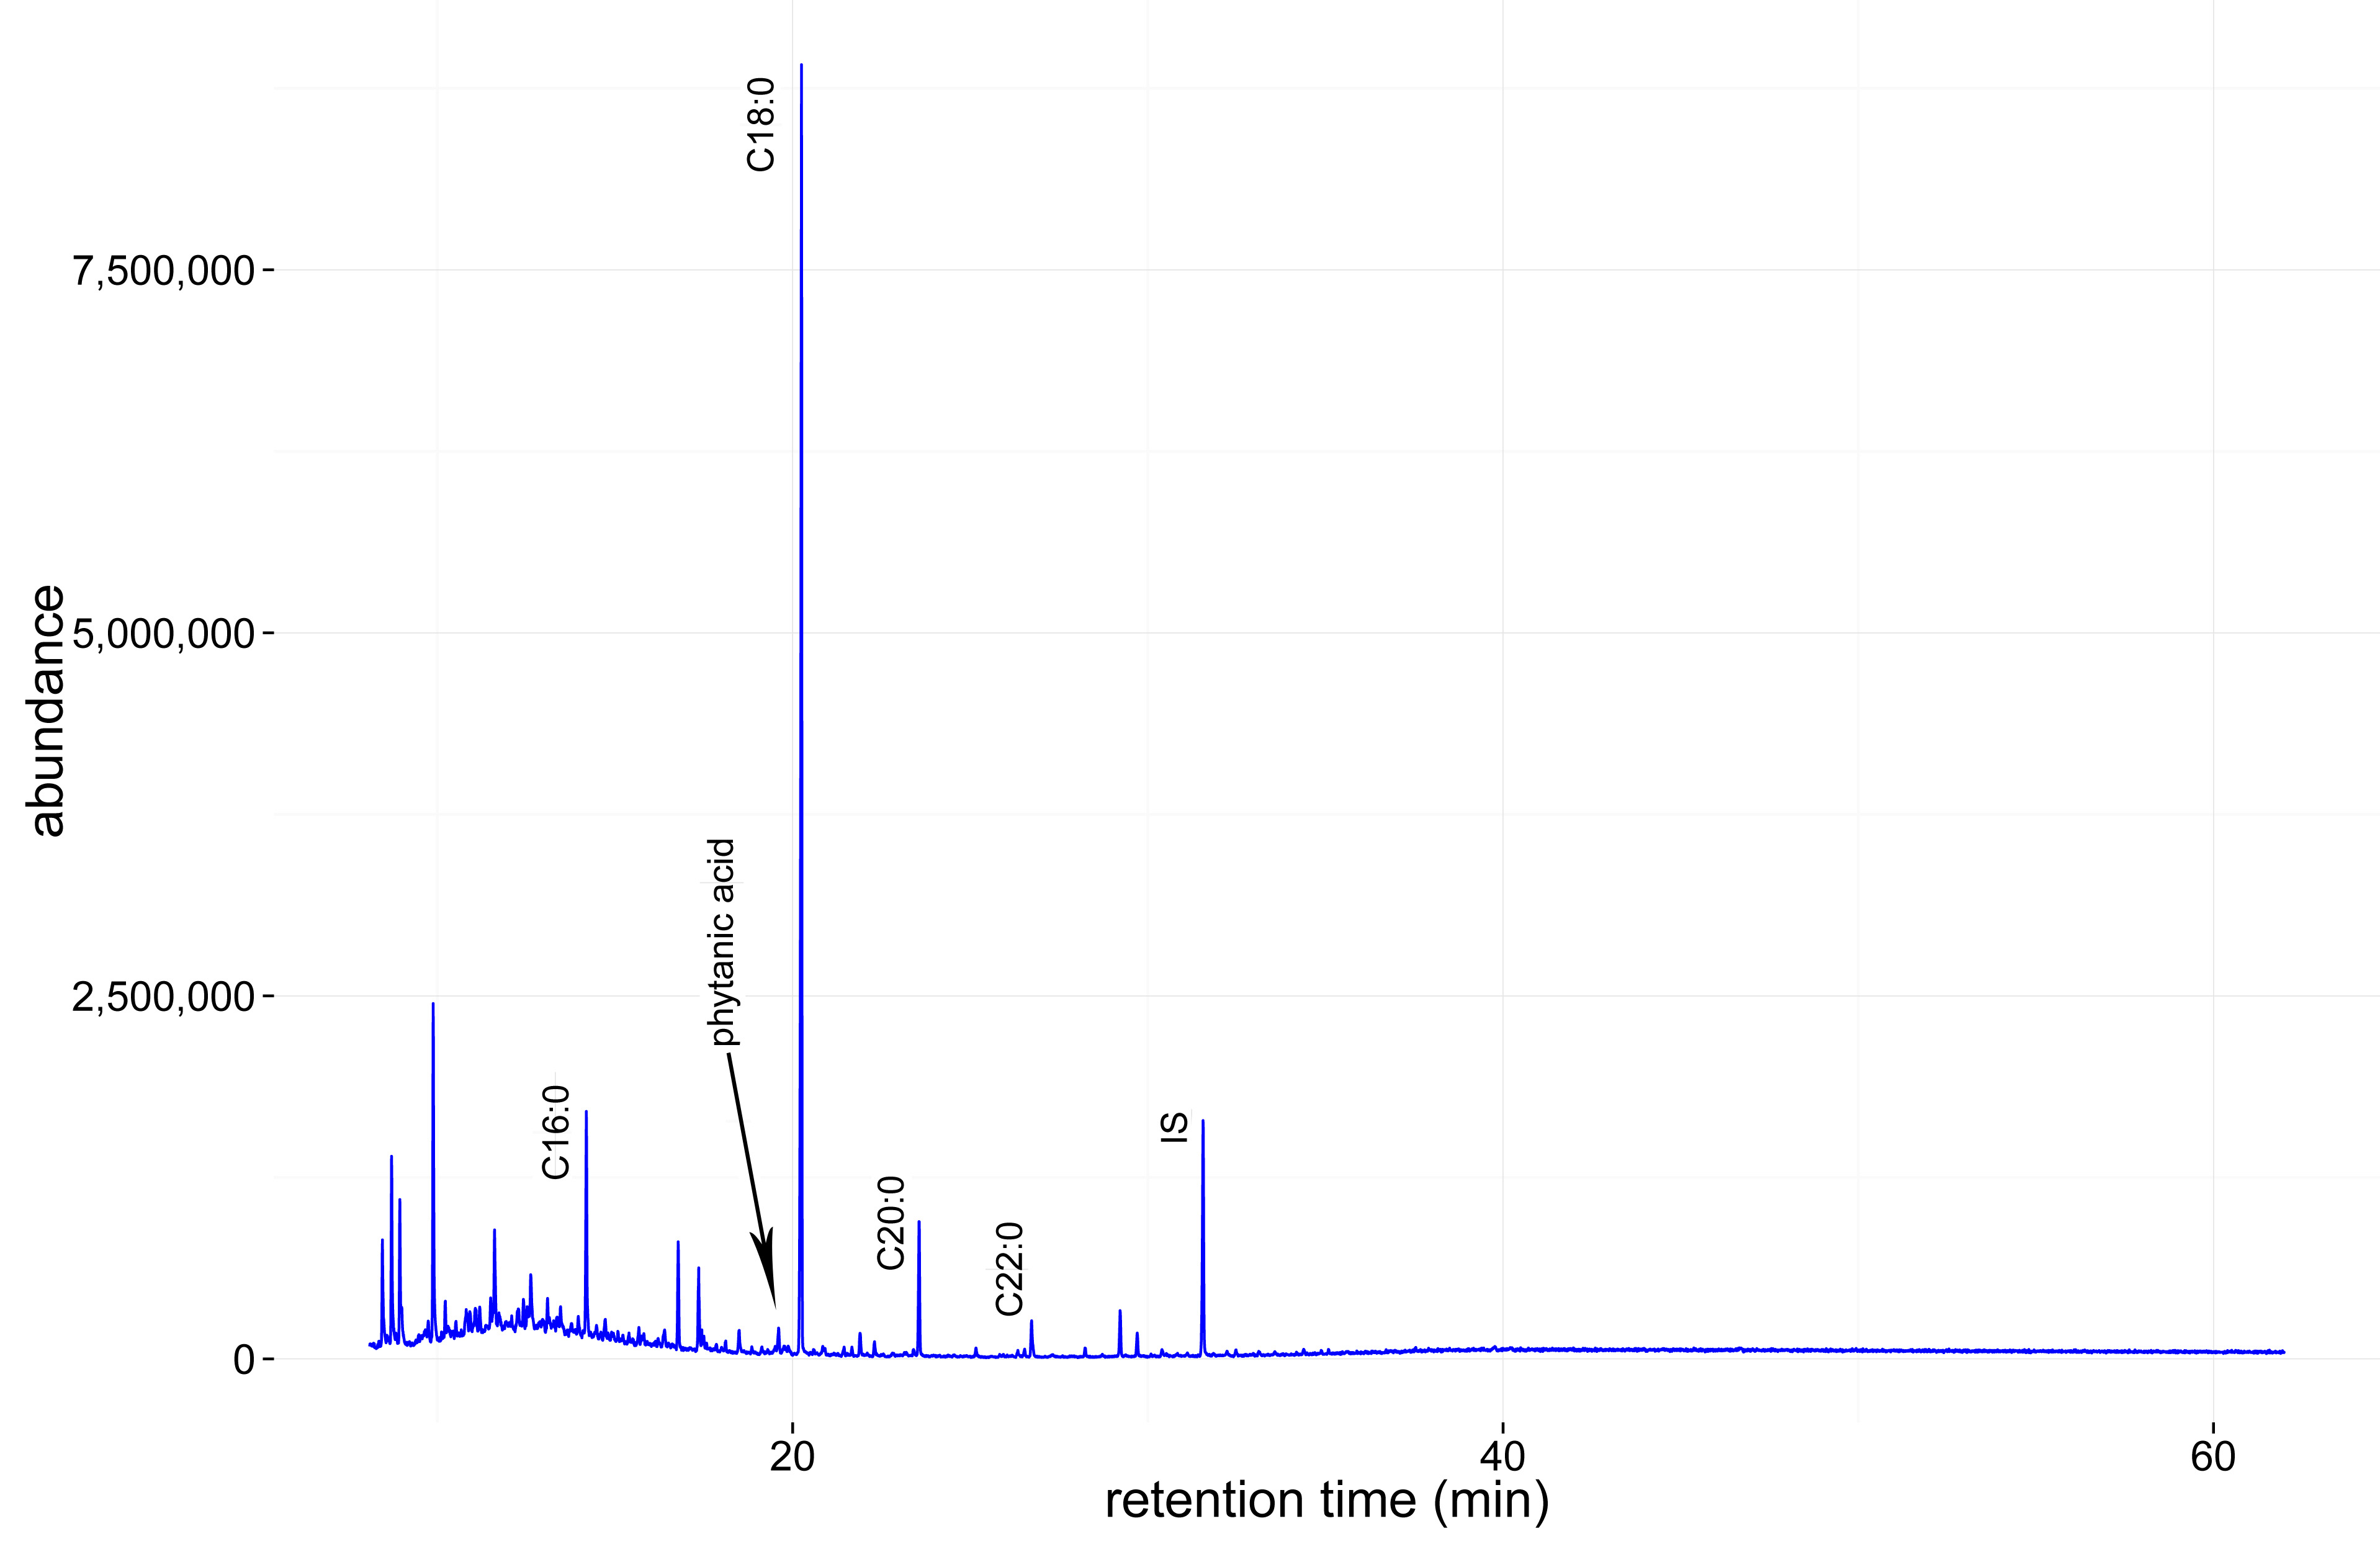 C18:0
7,500,000
5,000,000
abundance
phytanic acid
2,500,000
C16:0
IS
C20:0
C22:0
0
20
40
60
retention time (min)